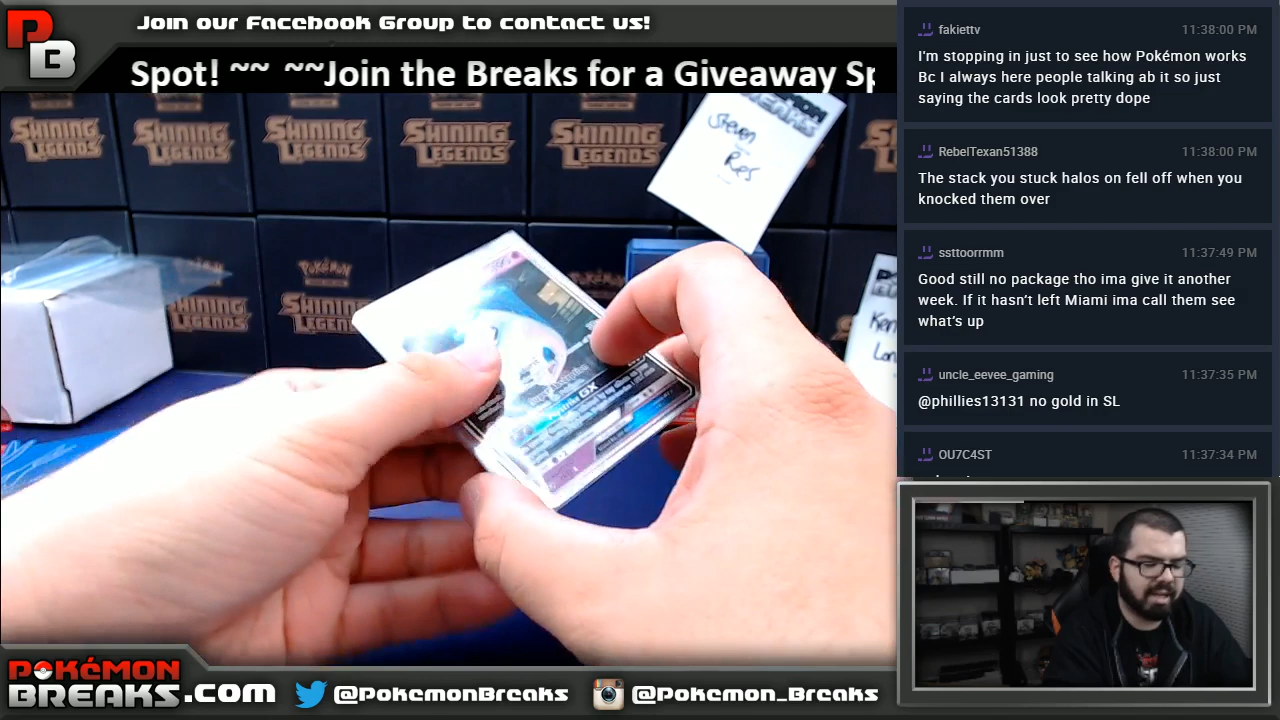 PB
Join our Facebook Group to contact us!
Spot! ~~ ~~Join the Breaks for a Giveaway Sp
SHINING LEGENDS
SHINING LEGENDS
SHINING LEGENDS
SHINING LEGENDS
SHINING LEGENDS
Steven
Res
POKÉMON
SHINING
LEGENDS
GX
Ken
Lon
fakiettv 11:38:00 PM
I'm stopping in just to see how Pokémon works
Bc I always here people talking ab it so just
saying the cards look pretty dope
RebelTexan51388 11:38:00 PM
The stack you stuck halos on fell off when you
knocked them over
ssttoorrmm 11:37:49 PM
Good still no package tho ima give it another
week. If it hasn't left Miami ima call them see
what's up
uncle_eevee_gaming 11:37:35 PM
@phillies13131 no gold in SL
OU7C4ST 11:37:34 PM
POKéMON
BREAKS.com
@PokemonBreaks
@Pokemon_Breaks